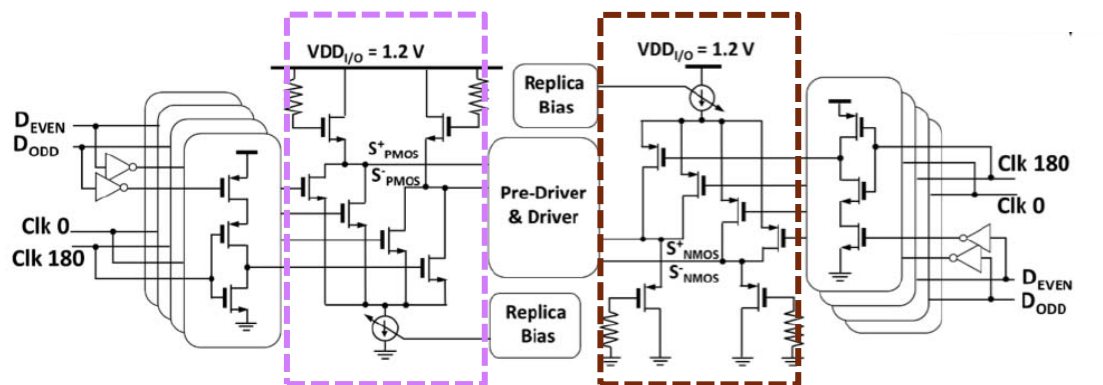 VDDI/O = 1.2 V
VDDI/O = 1.2 V
Replica
Bias
DEVEN
DODD
S+PMOS
S-PMOS
Clk 180
Clk 0
Pre-Driver
& Driver
Clk 0
Clk 180
S+NMOS
S-NMOS
DEVEN
DODD
Replica
Bias